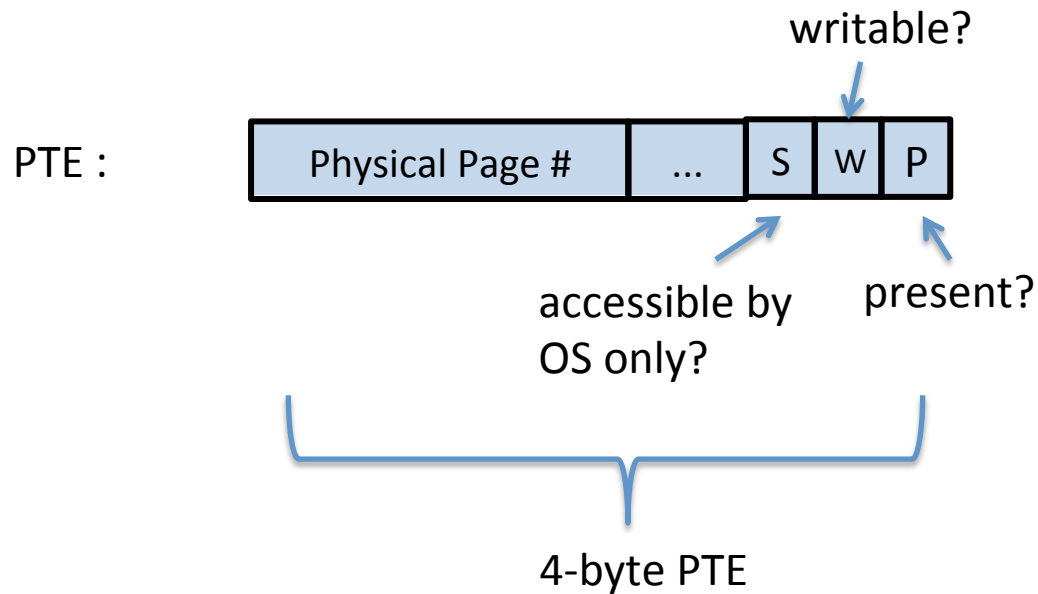 writable?
PTE :
Physical Page #
...
S
W
P
accessible by
OS only?
present?
4-byte PTE